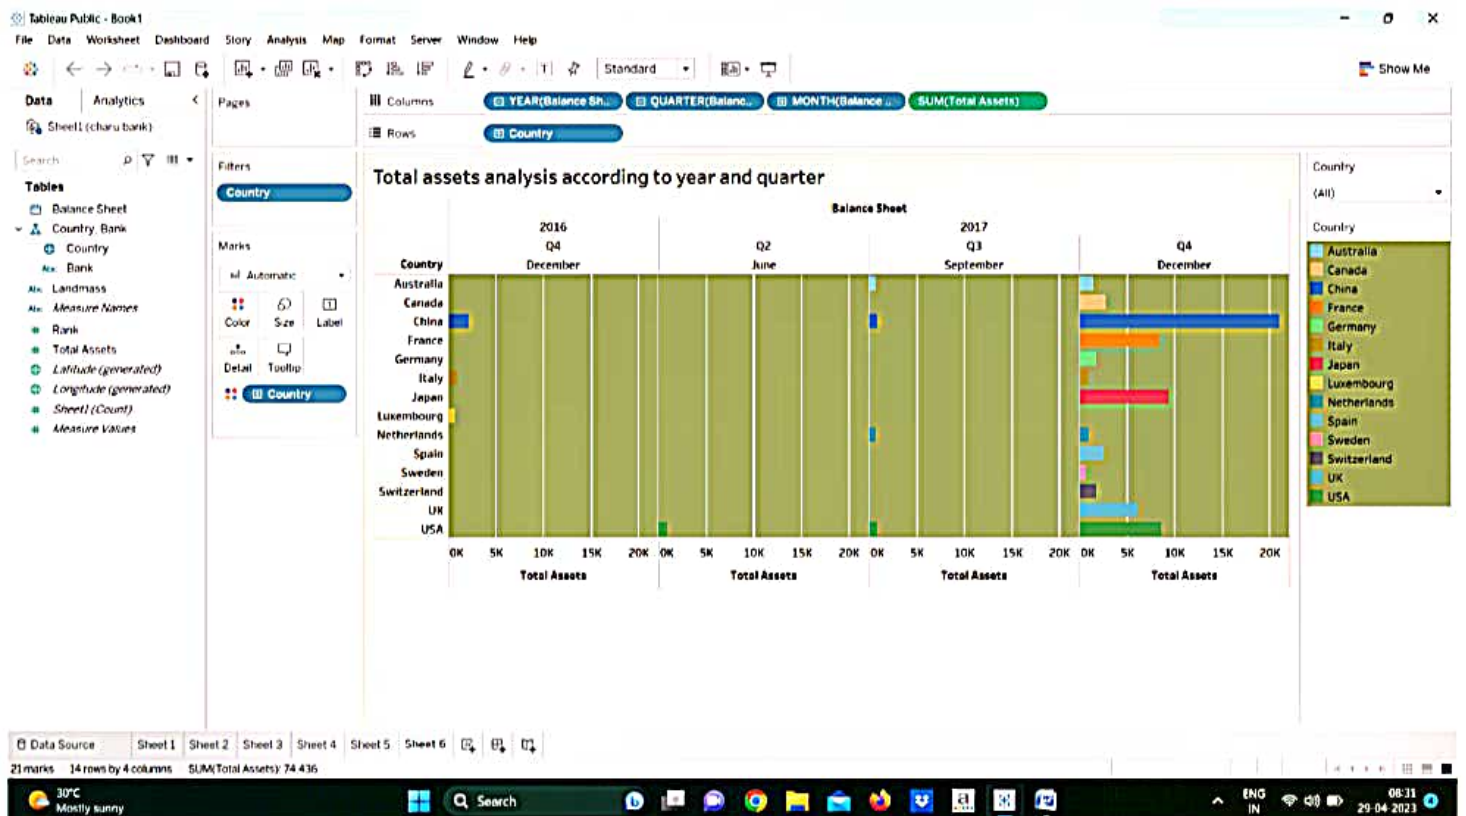 Tableau Public - Book1
File Data Worksheet Dashboard Story Analysis Map Format Server Window Help
Standard
Show Me
Data Analytics
Sheet1 (charu bank)
Search
Tables
Balance Sheet
Country, Bank
Country
Abc Bank
Abc Landmass
Abc Measure Names
# Rank
# Total Assets
Latitude (generated)
Longitude (generated)
# Sheet1 (Count)
# Measure Values
Pages
Filters
Country
Marks
Automatic
Color Size Label
Detail Tooltip
Country
Columns YEAR(Balance Sh.. QUARTER(Balanc.. MONTH(Balance .. SUM(Total Assets)
Rows Country
Total assets analysis according to year and quarter
Balance Sheet
2016 2017
Q4 Q2 Q3 Q4
Country December June September December
Australia
Canada
China
France
Germany
Italy
Japan
Luxembourg
Netherlands
Spain
Sweden
Switzerland
UK
USA
0K 5K 10K 15K 20K 0K 5K 10K 15K 20K 0K 5K 10K 15K 20K 0K 5K 10K 15K 20K
Total Assets Total Assets Total Assets Total Assets
Country
(All)
Country
Australia
Canada
China
France
Germany
Italy
Japan
Luxembourg
Netherlands
Spain
Sweden
Switzerland
UK
USA
Data Source Sheet 1 Sheet 2 Sheet 3 Sheet 4 Sheet 5 Sheet 6
21 marks 14 rows by 4 columns SUM(Total Assets): 74,436
30°C
Mostly sunny
Search
ENG
IN
08:31
29-04-2023